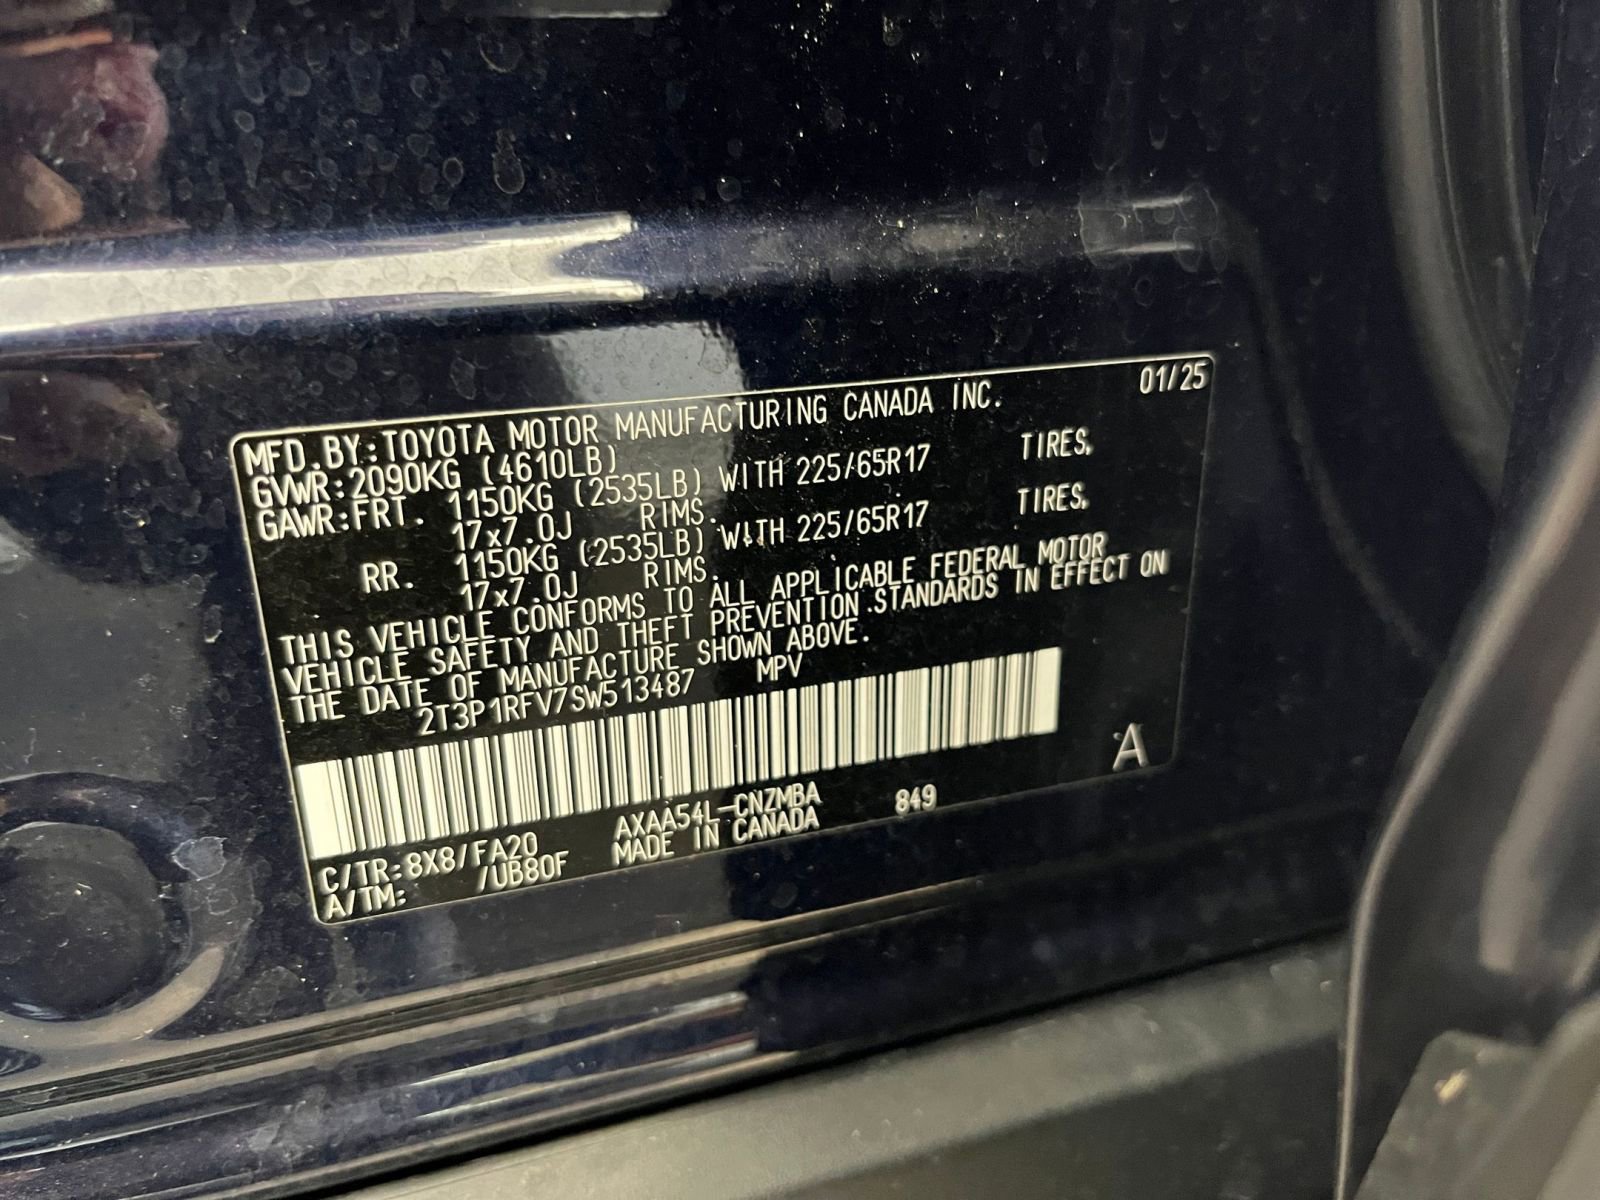 MFD.BY:TOYOTA MOTOR MANUFACTURING CANADA INC. 01/25
GVWR:2090KG (4610LB)
GAWR:FRT. 1150KG (2535LB) WITH 225/65R17 TIRES,
17x7.0J RIMS.
RR. 1150KG (2535LB) WITH 225/65R17 TIRES,
17x7.0J RIMS.
THIS VEHICLE CONFORMS TO ALL APPLICABLE FEDERAL MOTOR
VEHICLE SAFETY AND THEFT PREVENTION STANDARDS IN EFFECT ON
THE DATE OF MANUFACTURE SHOWN ABOVE.
2T3P1RFV7SW513487 MPV
A
C/TR:8X8/FA20 AXAA54L-CNZMBA 849
A/TM: /UB80F MADE IN CANADA